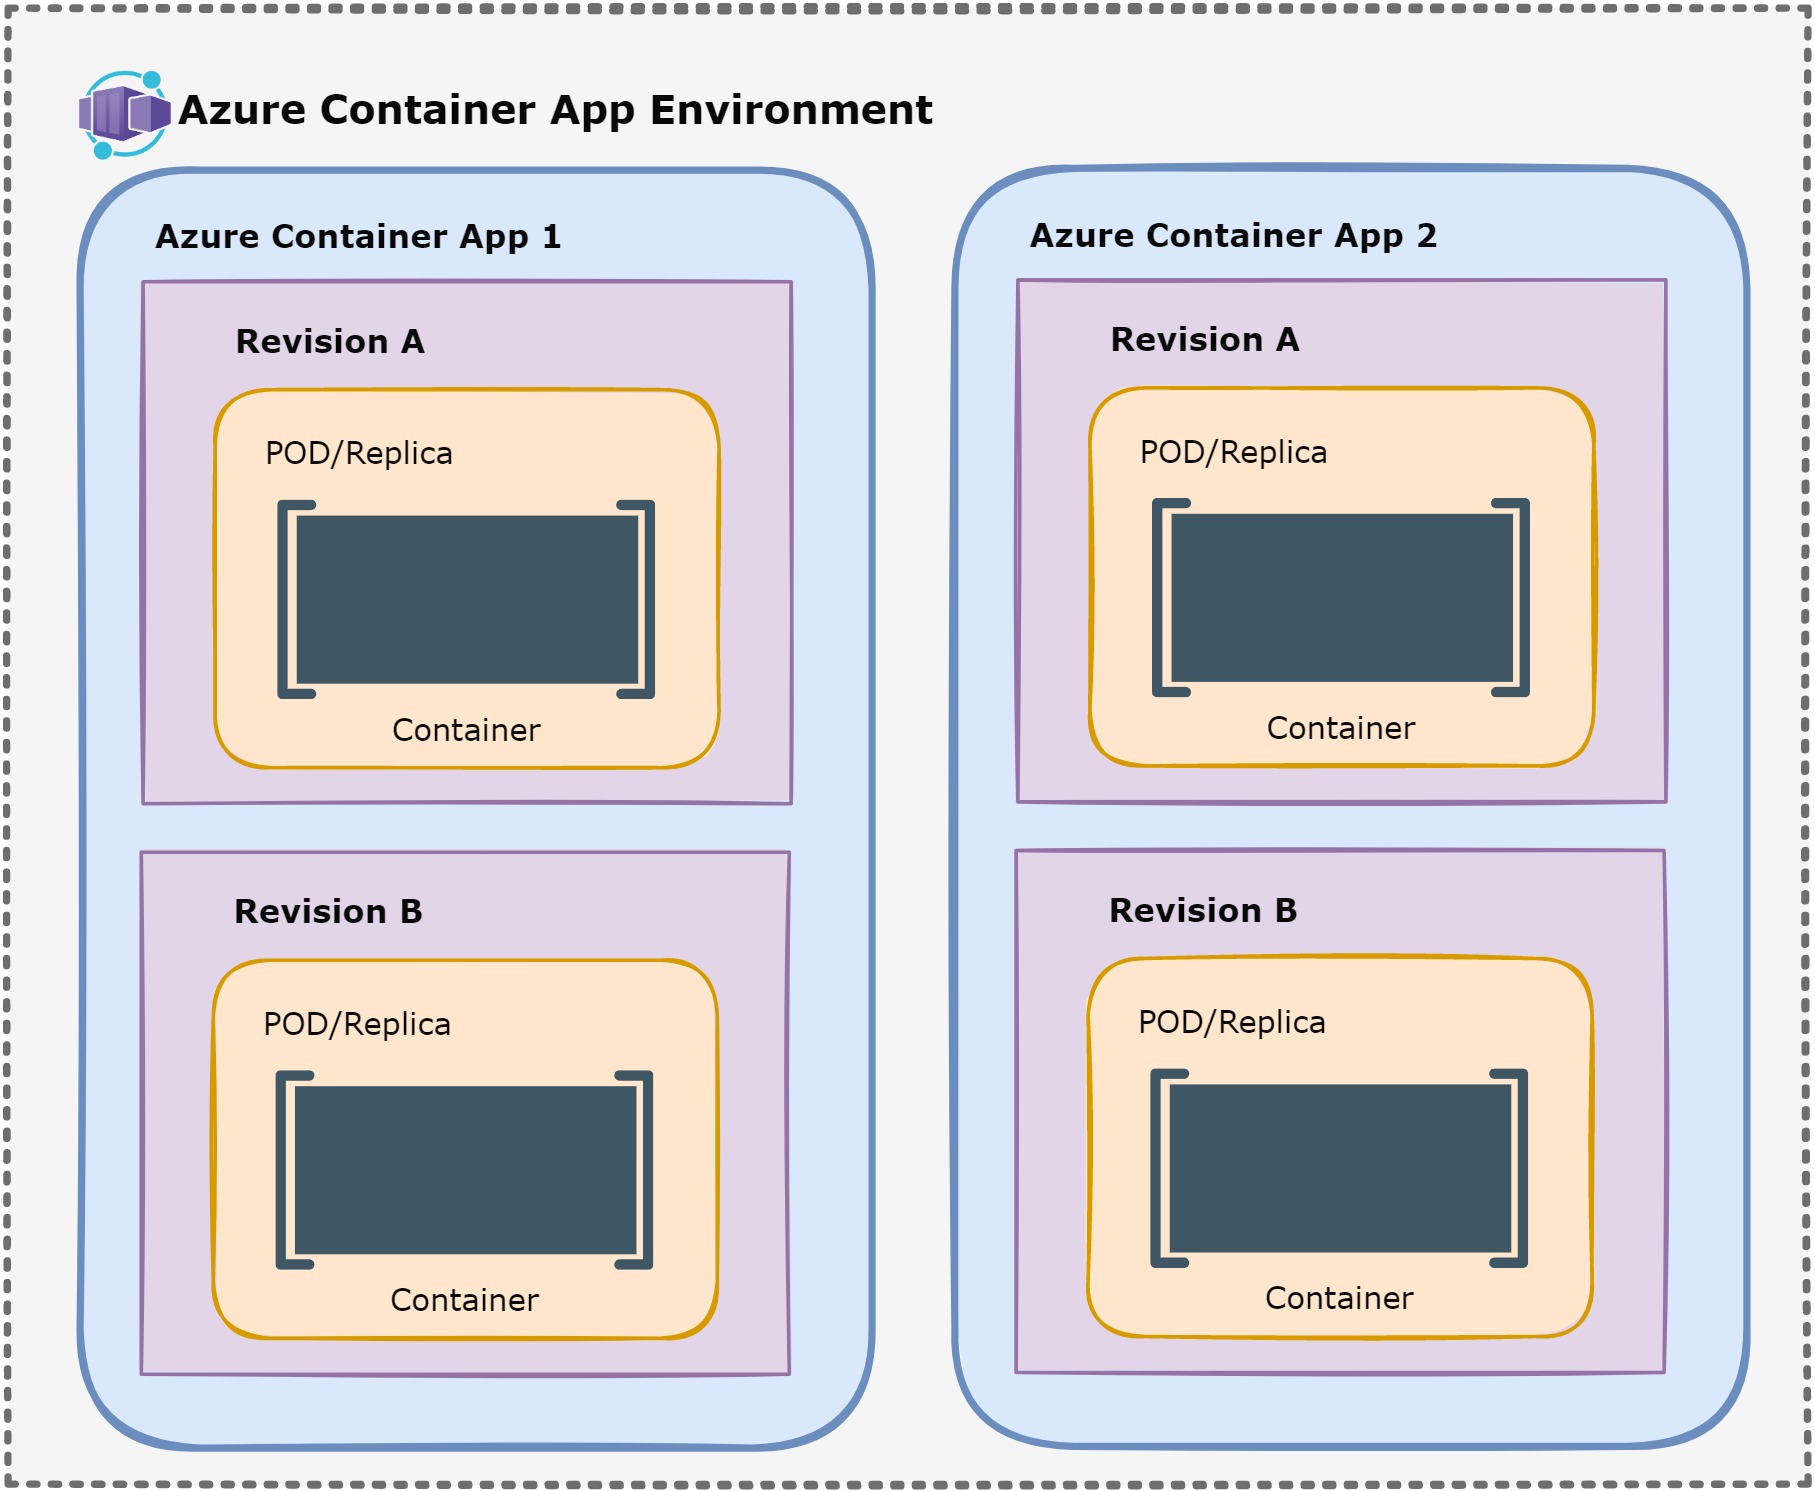 Azure Container App Environment
Azure Container App 1
Revision A
POD/Replica
Container
Revision B
POD/Replica
Container
Azure Container App 2
Revision A
POD/Replica
Container
Revision B
POD/Replica
Container